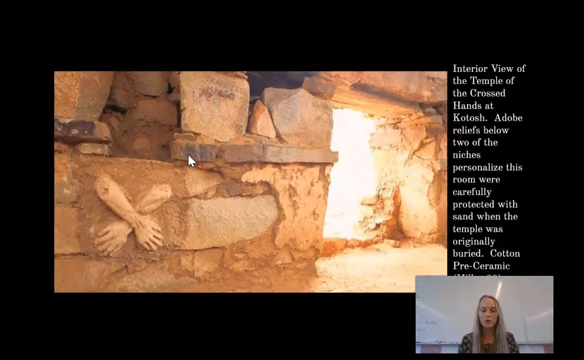 Interior View of
the Temple of
the Crossed
Hands at
Kotosh.  Adobe
reliefs below
two of the
niches
personalize this
room were
carefully
protected with
sand when the
temple was
originally
buried.  Cotton
Pre-Ceramic